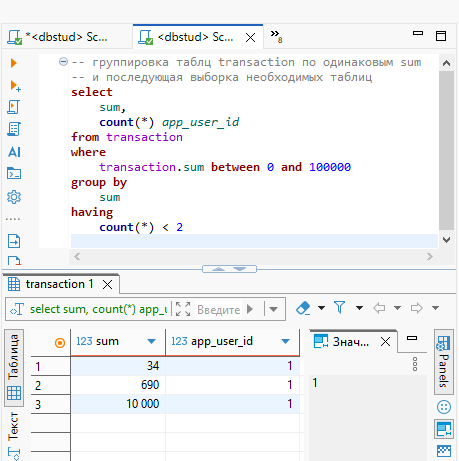 *<dbstud> Sc...
<dbstud> Sc...
»8
-- группировка таблц transaction по одинаковым sum
-- и последующая выборка необходимых таблиц
select
sum,
count(*) app_user_id
from transaction
where
transaction.sum between 0 and 100000
group by
sum
having
count(*) < 2
AI
transaction 1
select sum, count(*) app_u
Введите
Таблица
Текст
123 sum
123 app_user_id
1 34 1
2 690 1
3 10 000 1
Знач...
1
Panels